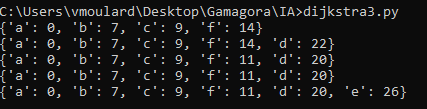 C:\Users\vmoulard\Desktop\Gamagora\IA>dijkstra3.py
{'a': 0, 'b': 7, 'c': 9, 'f': 14}
{'a': 0, 'b': 7, 'c': 9, 'f': 14, 'd': 22}
{'a': 0, 'b': 7, 'c': 9, 'f': 11, 'd': 20}
{'a': 0, 'b': 7, 'c': 9, 'f': 11, 'd': 20}
{'a': 0, 'b': 7, 'c': 9, 'f': 11, 'd': 20, 'e': 26}